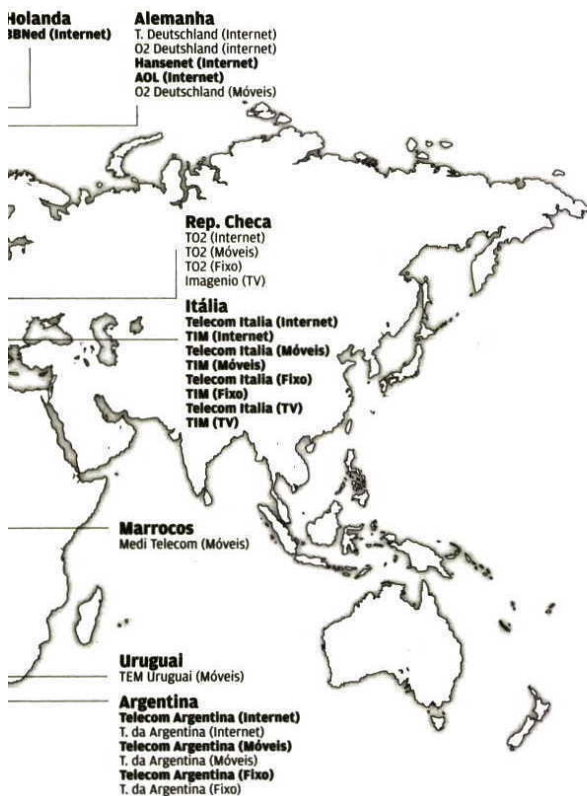 Holanda
BBNed (Internet)
Alemanha
T. Deutschland (Internet)
O2 Deutshland (internet)
Hansenet (Internet)
AOL (Internet)
O2 Deutschland (Móveis)
Rep. Checa
TO2 (Internet)
TO2 (Móveis)
TO2 (Fixo)
Imagenio (TV)
Itália
Telecom Italia (Internet)
TIM (Internet)
Telecom Italia (Móveis)
TIM (Móveis)
Telecom Italia (Fixo)
TIM (Fixo)
Telecom Italia (TV)
TIM (TV)
Marrocos
Medi Telecom (Móveis)
Uruguai
TEM Uruguai (Móveis)
Argentina
Telecom Argentina (Internet)
T. da Argentina (Internet)
Telecom Argentina (Móveis)
T. da Argentina (Móveis)
Telecom Argentina (Fixo)
T. da Argentina (Fixo)